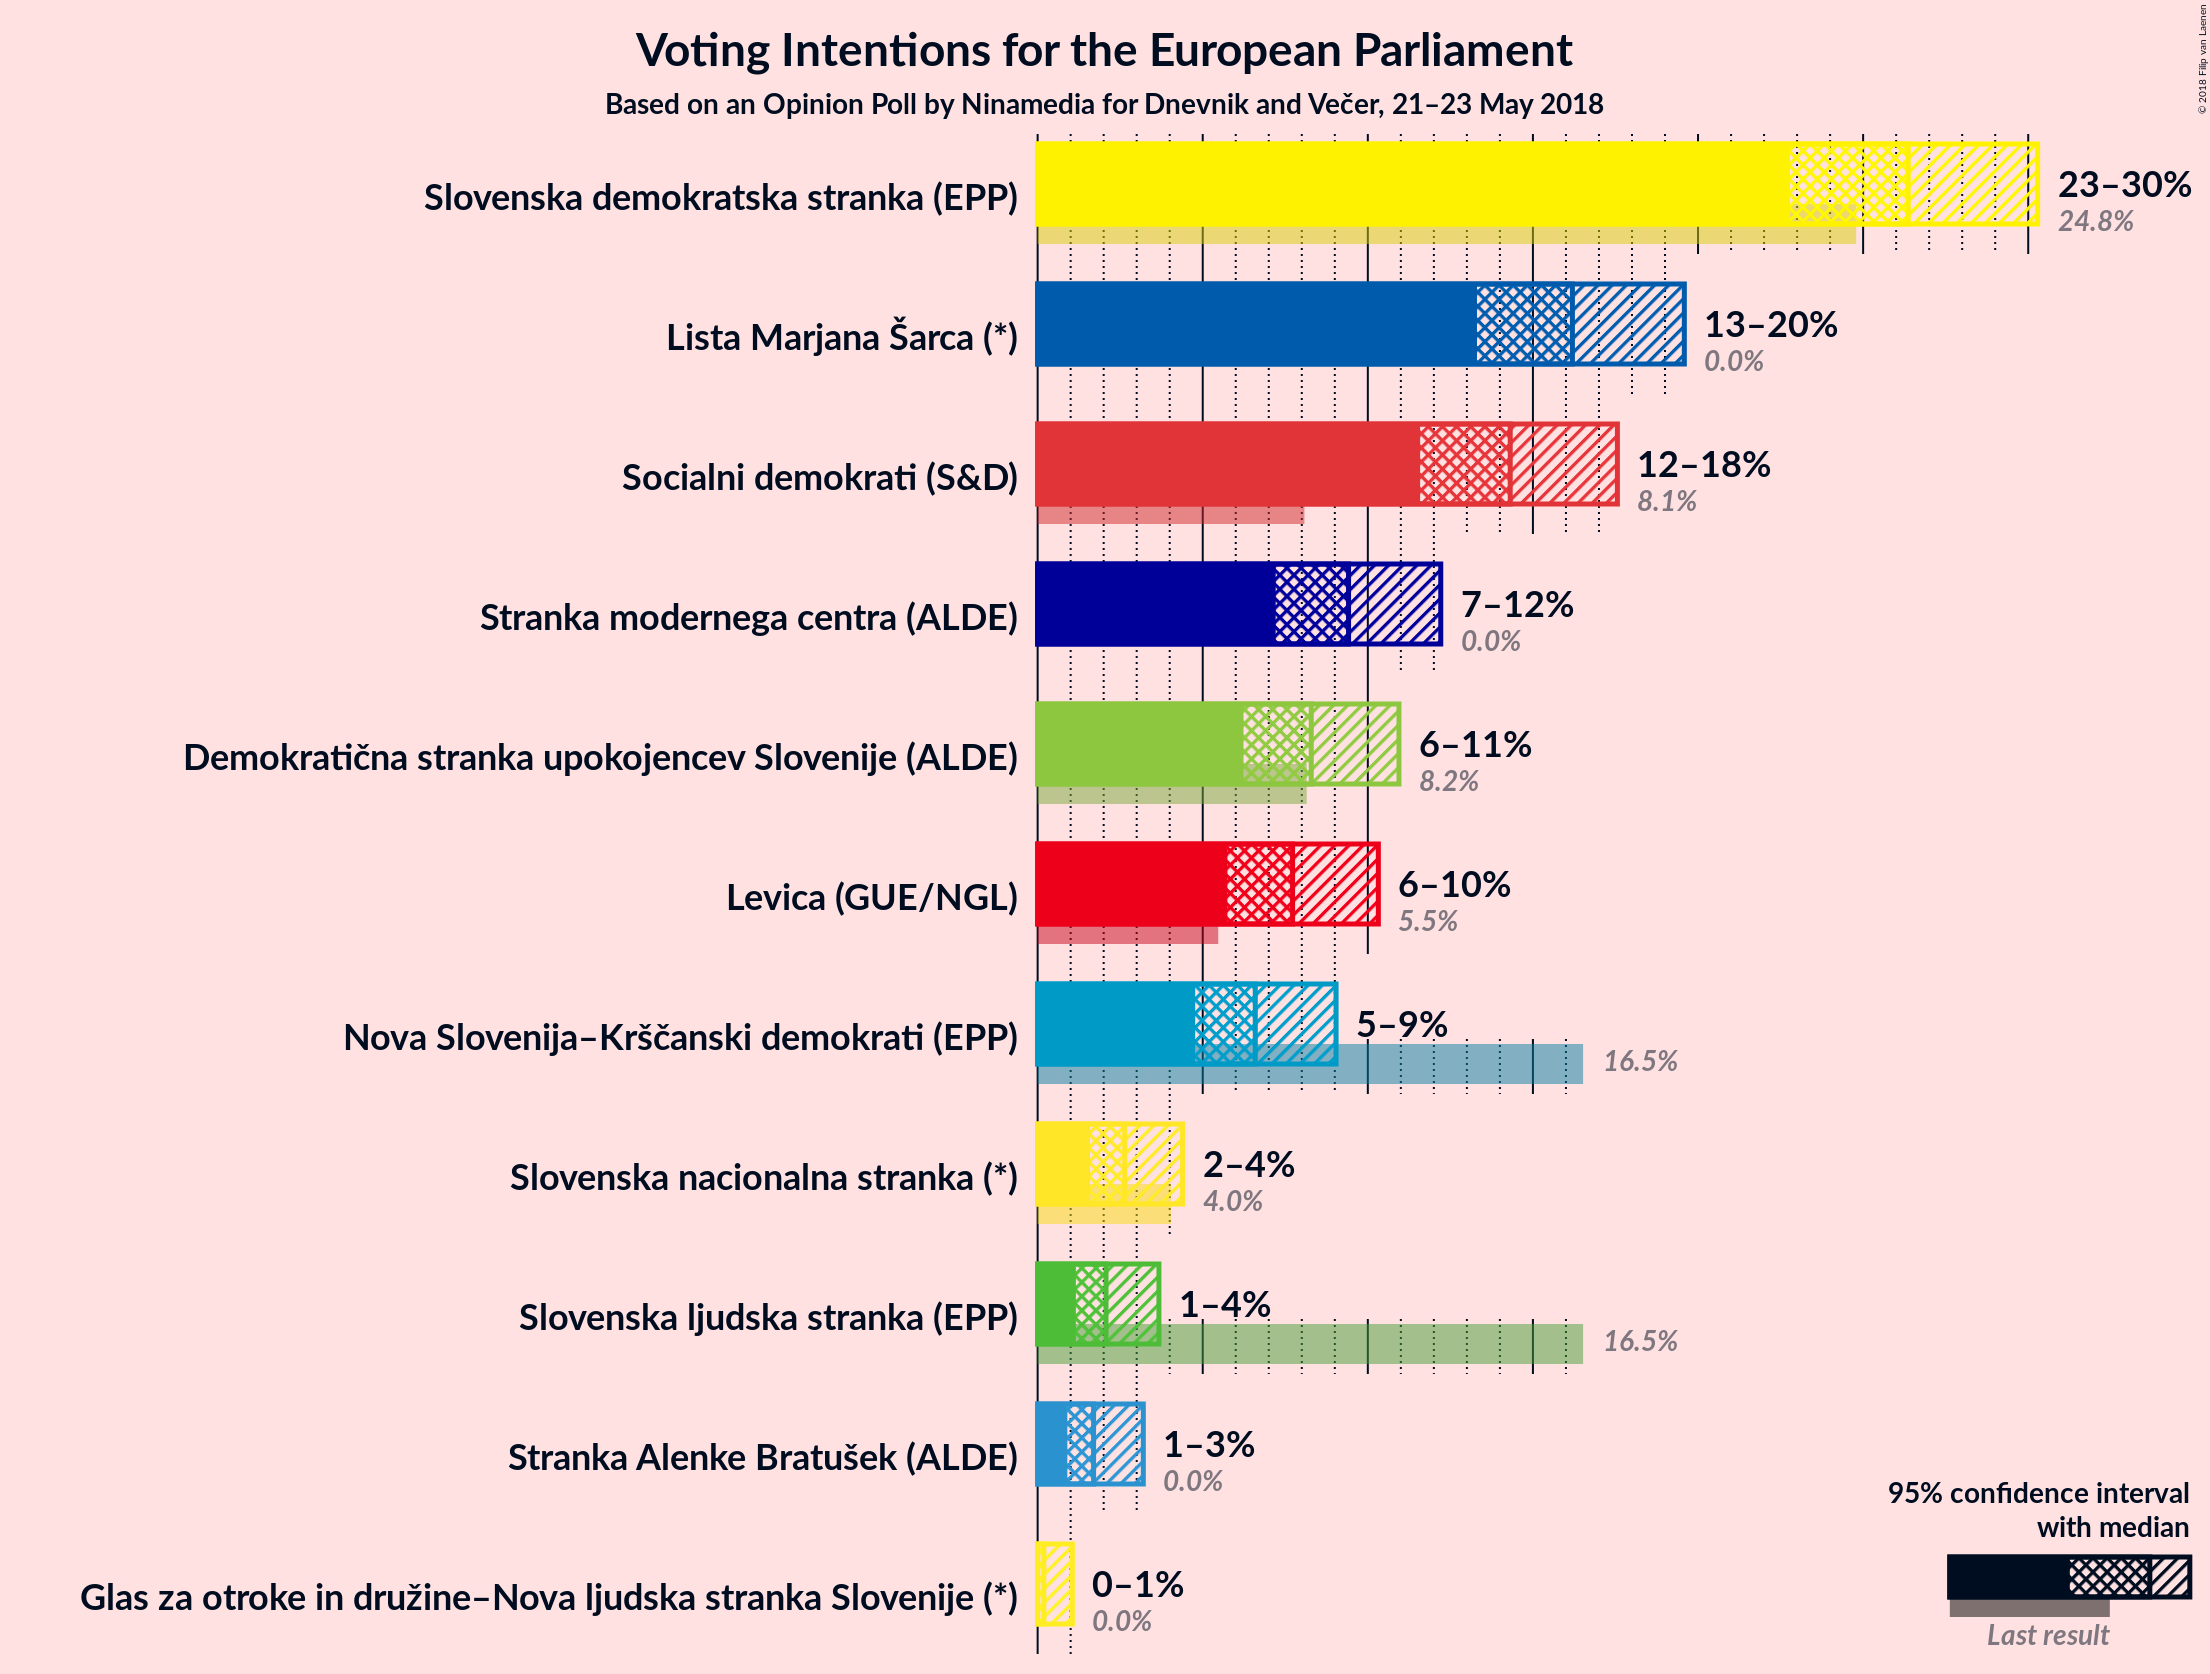 Voting Intentions for the European Parliament
Based on an Opinion Poll by Ninamedia for Dnevnik and Večer, 21–23 May 2018
© 2018 Filip van Laenen
Slovenska demokratska stranka (EPP)
23–30%
24.8%
Lista Marjana Šarca (*)
13–20%
0.0%
Socialni demokrati (S&D)
12–18%
8.1%
Stranka modernega centra (ALDE)
7–12%
0.0%
Demokratična stranka upokojencev Slovenije (ALDE)
6–11%
8.2%
Levica (GUE/NGL)
6–10%
5.5%
Nova Slovenija–Krščanski demokrati (EPP)
5–9%
16.5%
Slovenska nacionalna stranka (*)
2–4%
4.0%
Slovenska ljudska stranka (EPP)
1–4%
16.5%
Stranka Alenke Bratušek (ALDE)
1–3%
0.0%
Glas za otroke in družine–Nova ljudska stranka Slovenije (*)
0–1%
0.0%
95% confidence interval
with median
Last result